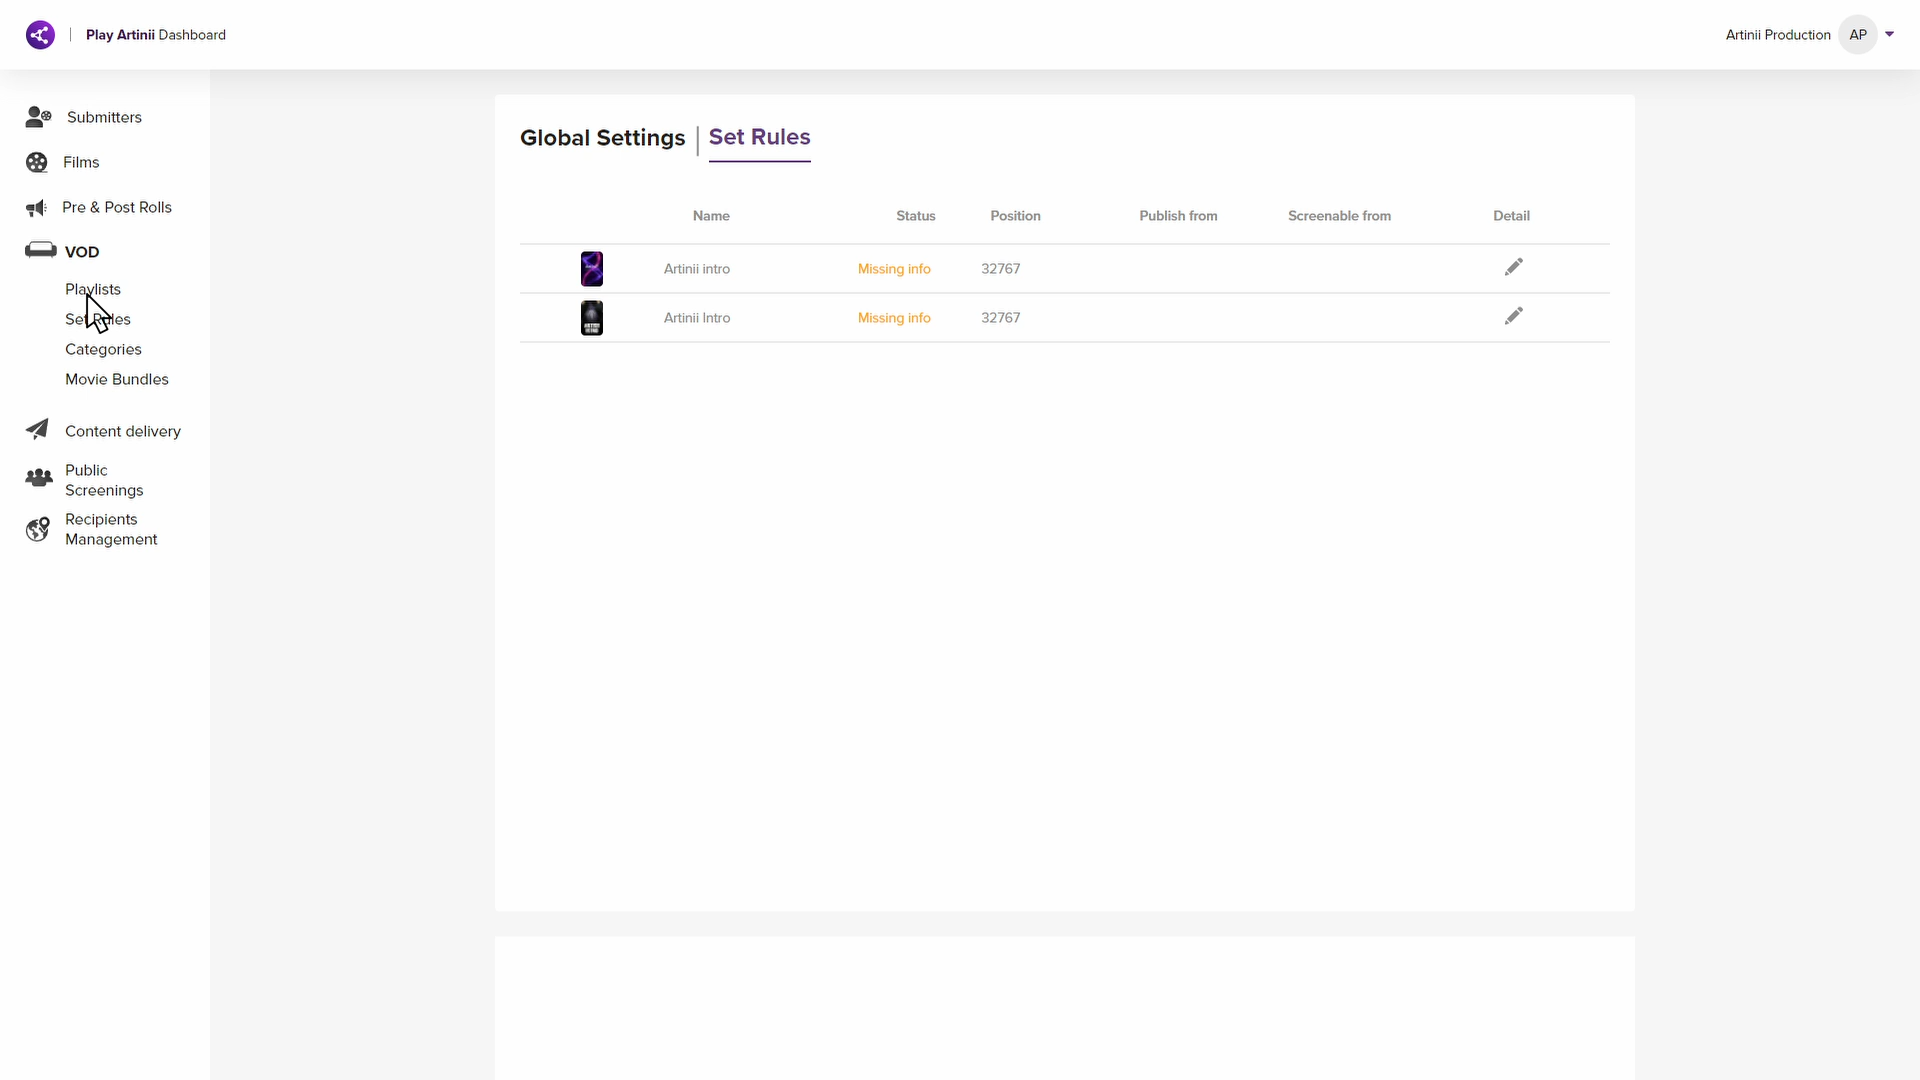 Play Artinii Dashboard
Artinii Production AP
Submitters
Films
Pre & Post Rolls
VOD
Playlists
Set Rules
Categories
Movie Bundles
Content delivery
Public
Screenings
Recipients
Management
Global Settings | Set Rules
Name Status Position Publish from Screenable from Detail
Artinii intro Missing info 32767
Artinii Intro Missing info 32767